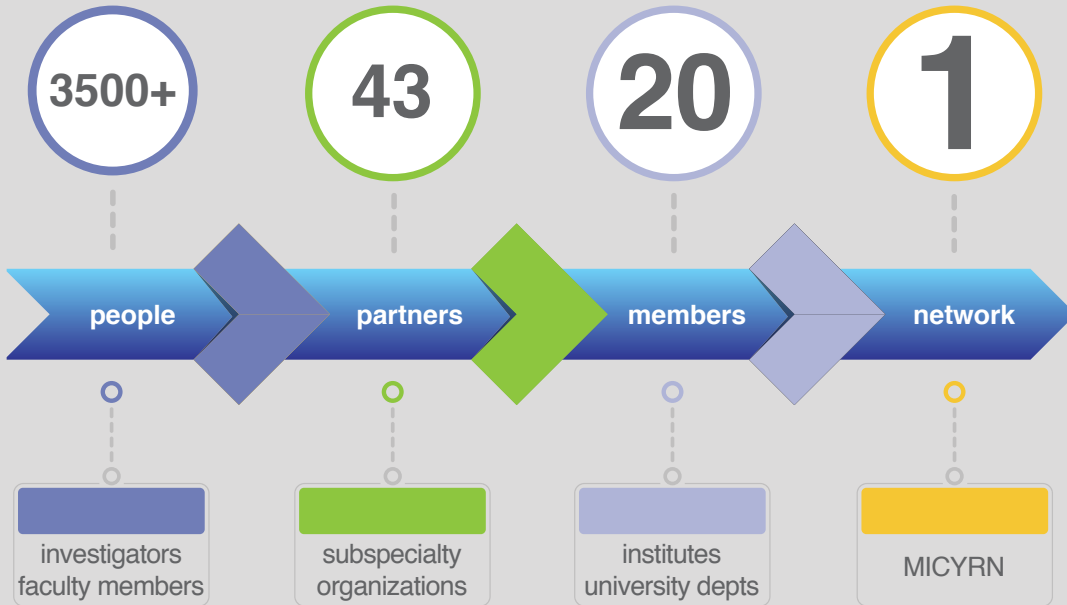 3500+
43
20
1
people
partners
members
network
investigators
faculty members
subspecialty
organizations
institutes
university depts
MICYRN